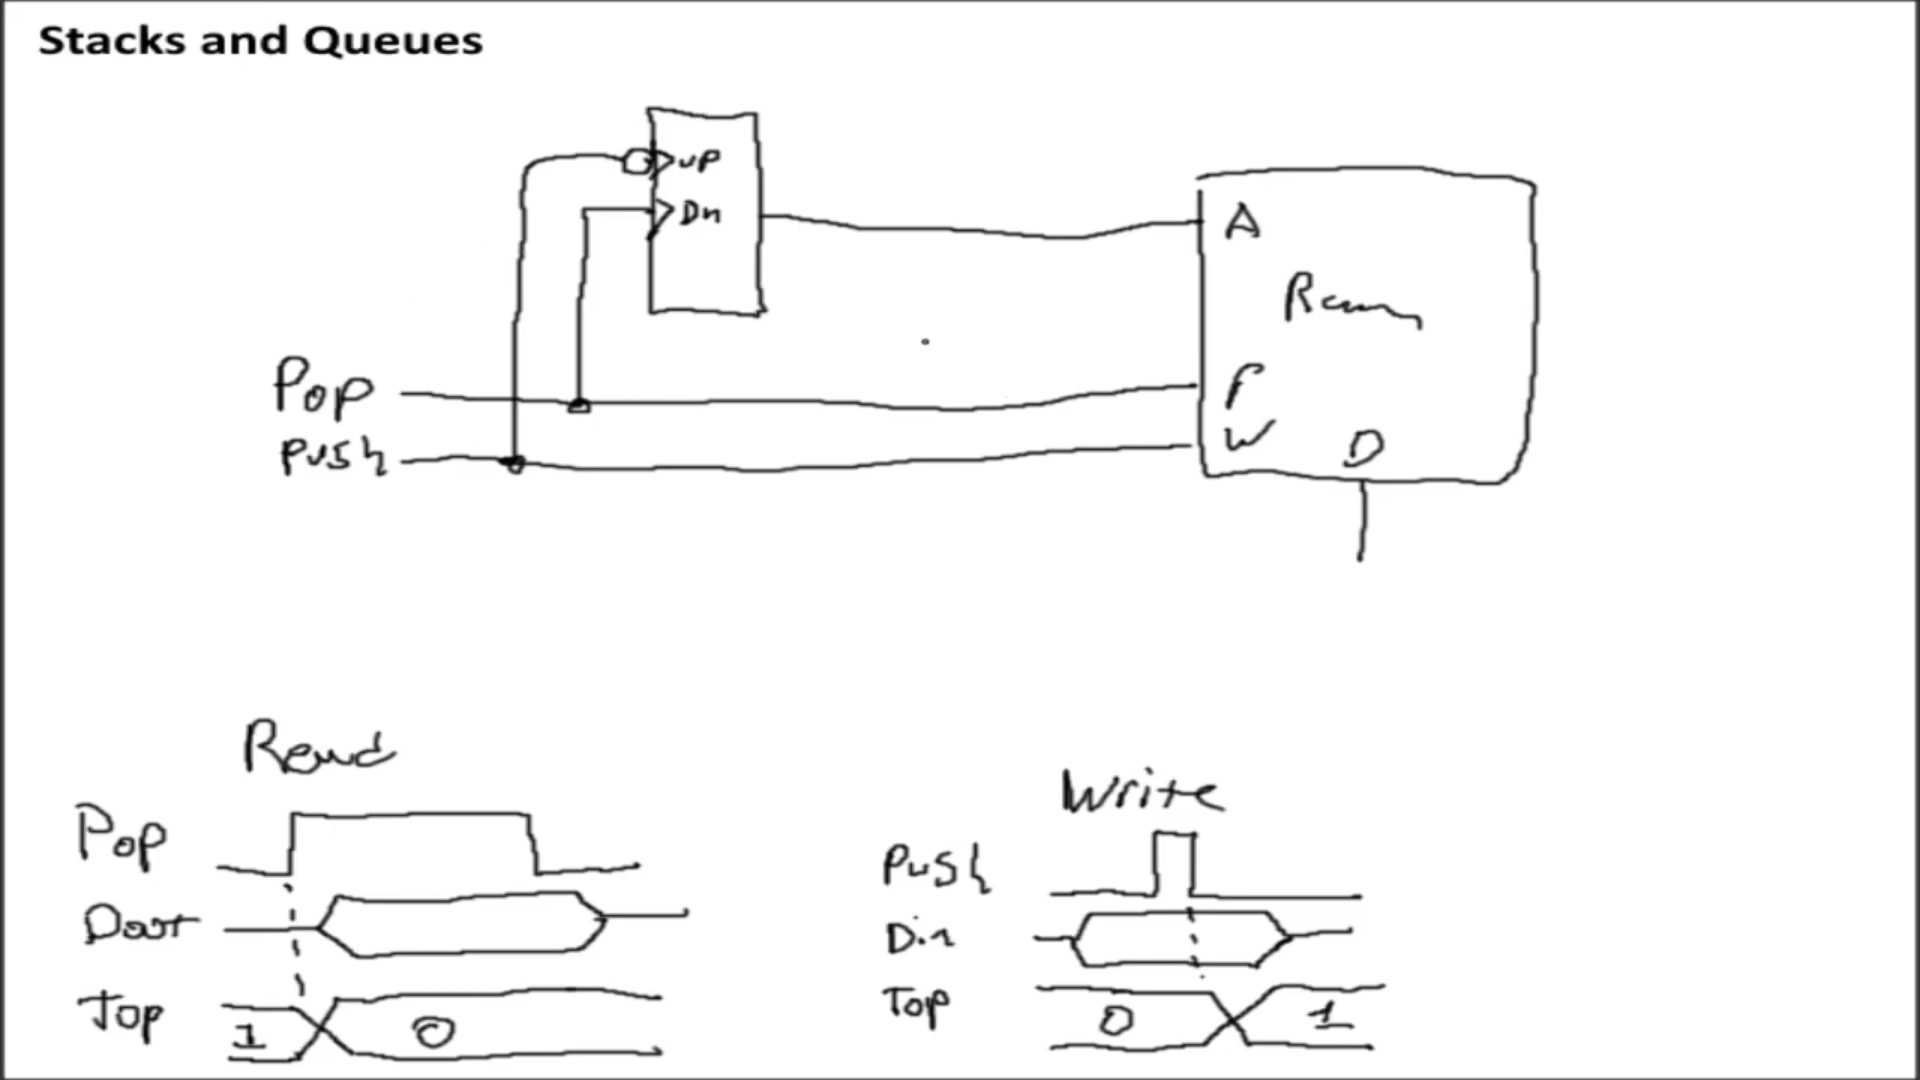 Stacks and Queues
up
Dn
A
Ram
Pop
r
Push
W
D
Read
Write
Pop
Push
Dout
Din
Top
1
0
Top
0
1